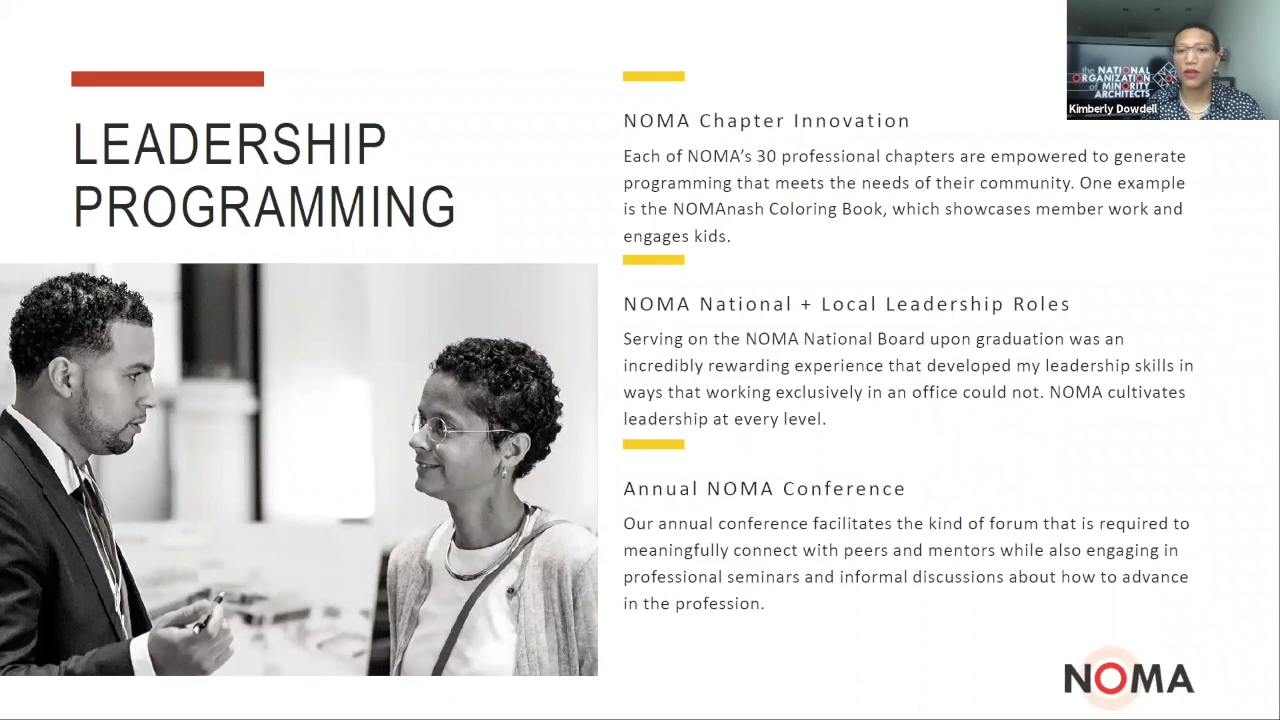 LEADERSHIP
PROGRAMMING
NOMA Chapter Innovation
Each of NOMA’s 30 professional chapters are empowered to generate
programming that meets the needs of their community. One example
is the NOMAnash Coloring Book, which showcases member work and
engages kids.
NOMA National + Local Leadership Roles
Serving on the NOMA National Board upon graduation was an
incredibly rewarding experience that developed my leadership skills in
ways that working exclusively in an office could not. NOMA cultivates
leadership at every level.
Annual NOMA Conference
Our annual conference facilitates the kind of forum that is required to
meaningfully connect with peers and mentors while also engaging in
professional seminars and informal discussions about how to advance
in the profession.
the NATIONAL
ORGANIZATION
of MINORITY
ARCHITECTS
Kimberly Dowdell
NOMA